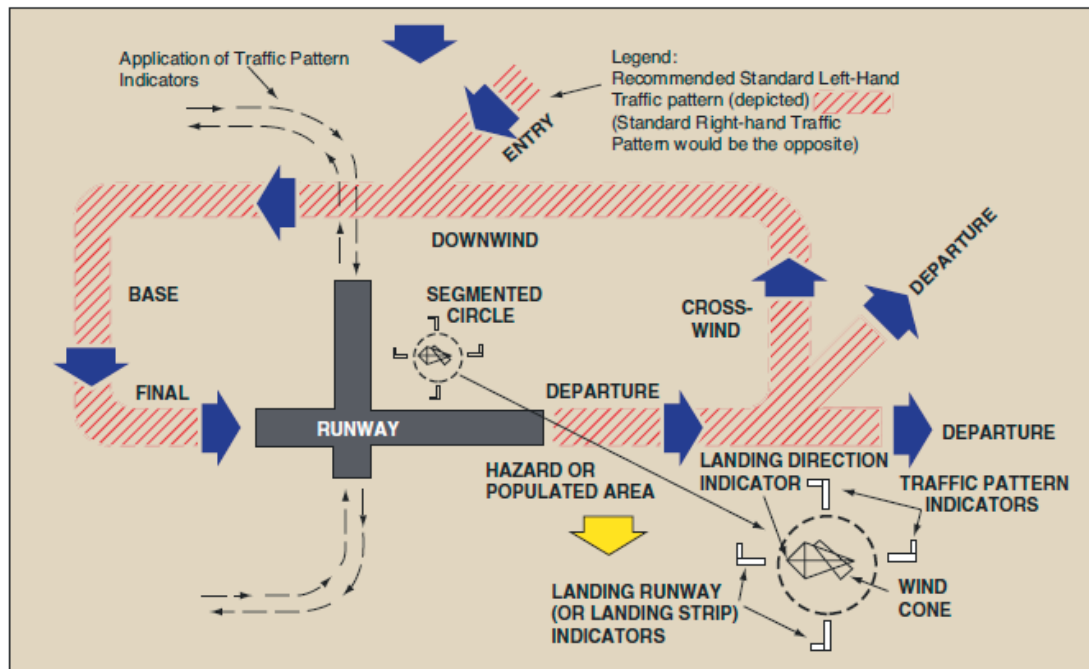 Application of Traffic Pattern
Indicators
Legend:
Recommended Standard Left-Hand
Traffic pattern (depicted)
(Standard Right-hand Traffic
Pattern would be the opposite)
ENTRY
DOWNWIND
BASE
SEGMENTED
CIRCLE
CROSS-
WIND
DEPARTURE
FINAL
RUNWAY
DEPARTURE
DEPARTURE
HAZARD OR
POPULATED AREA
LANDING DIRECTION
INDICATOR
TRAFFIC PATTERN
INDICATORS
LANDING RUNWAY
(OR LANDING STRIP)
INDICATORS
WIND
CONE